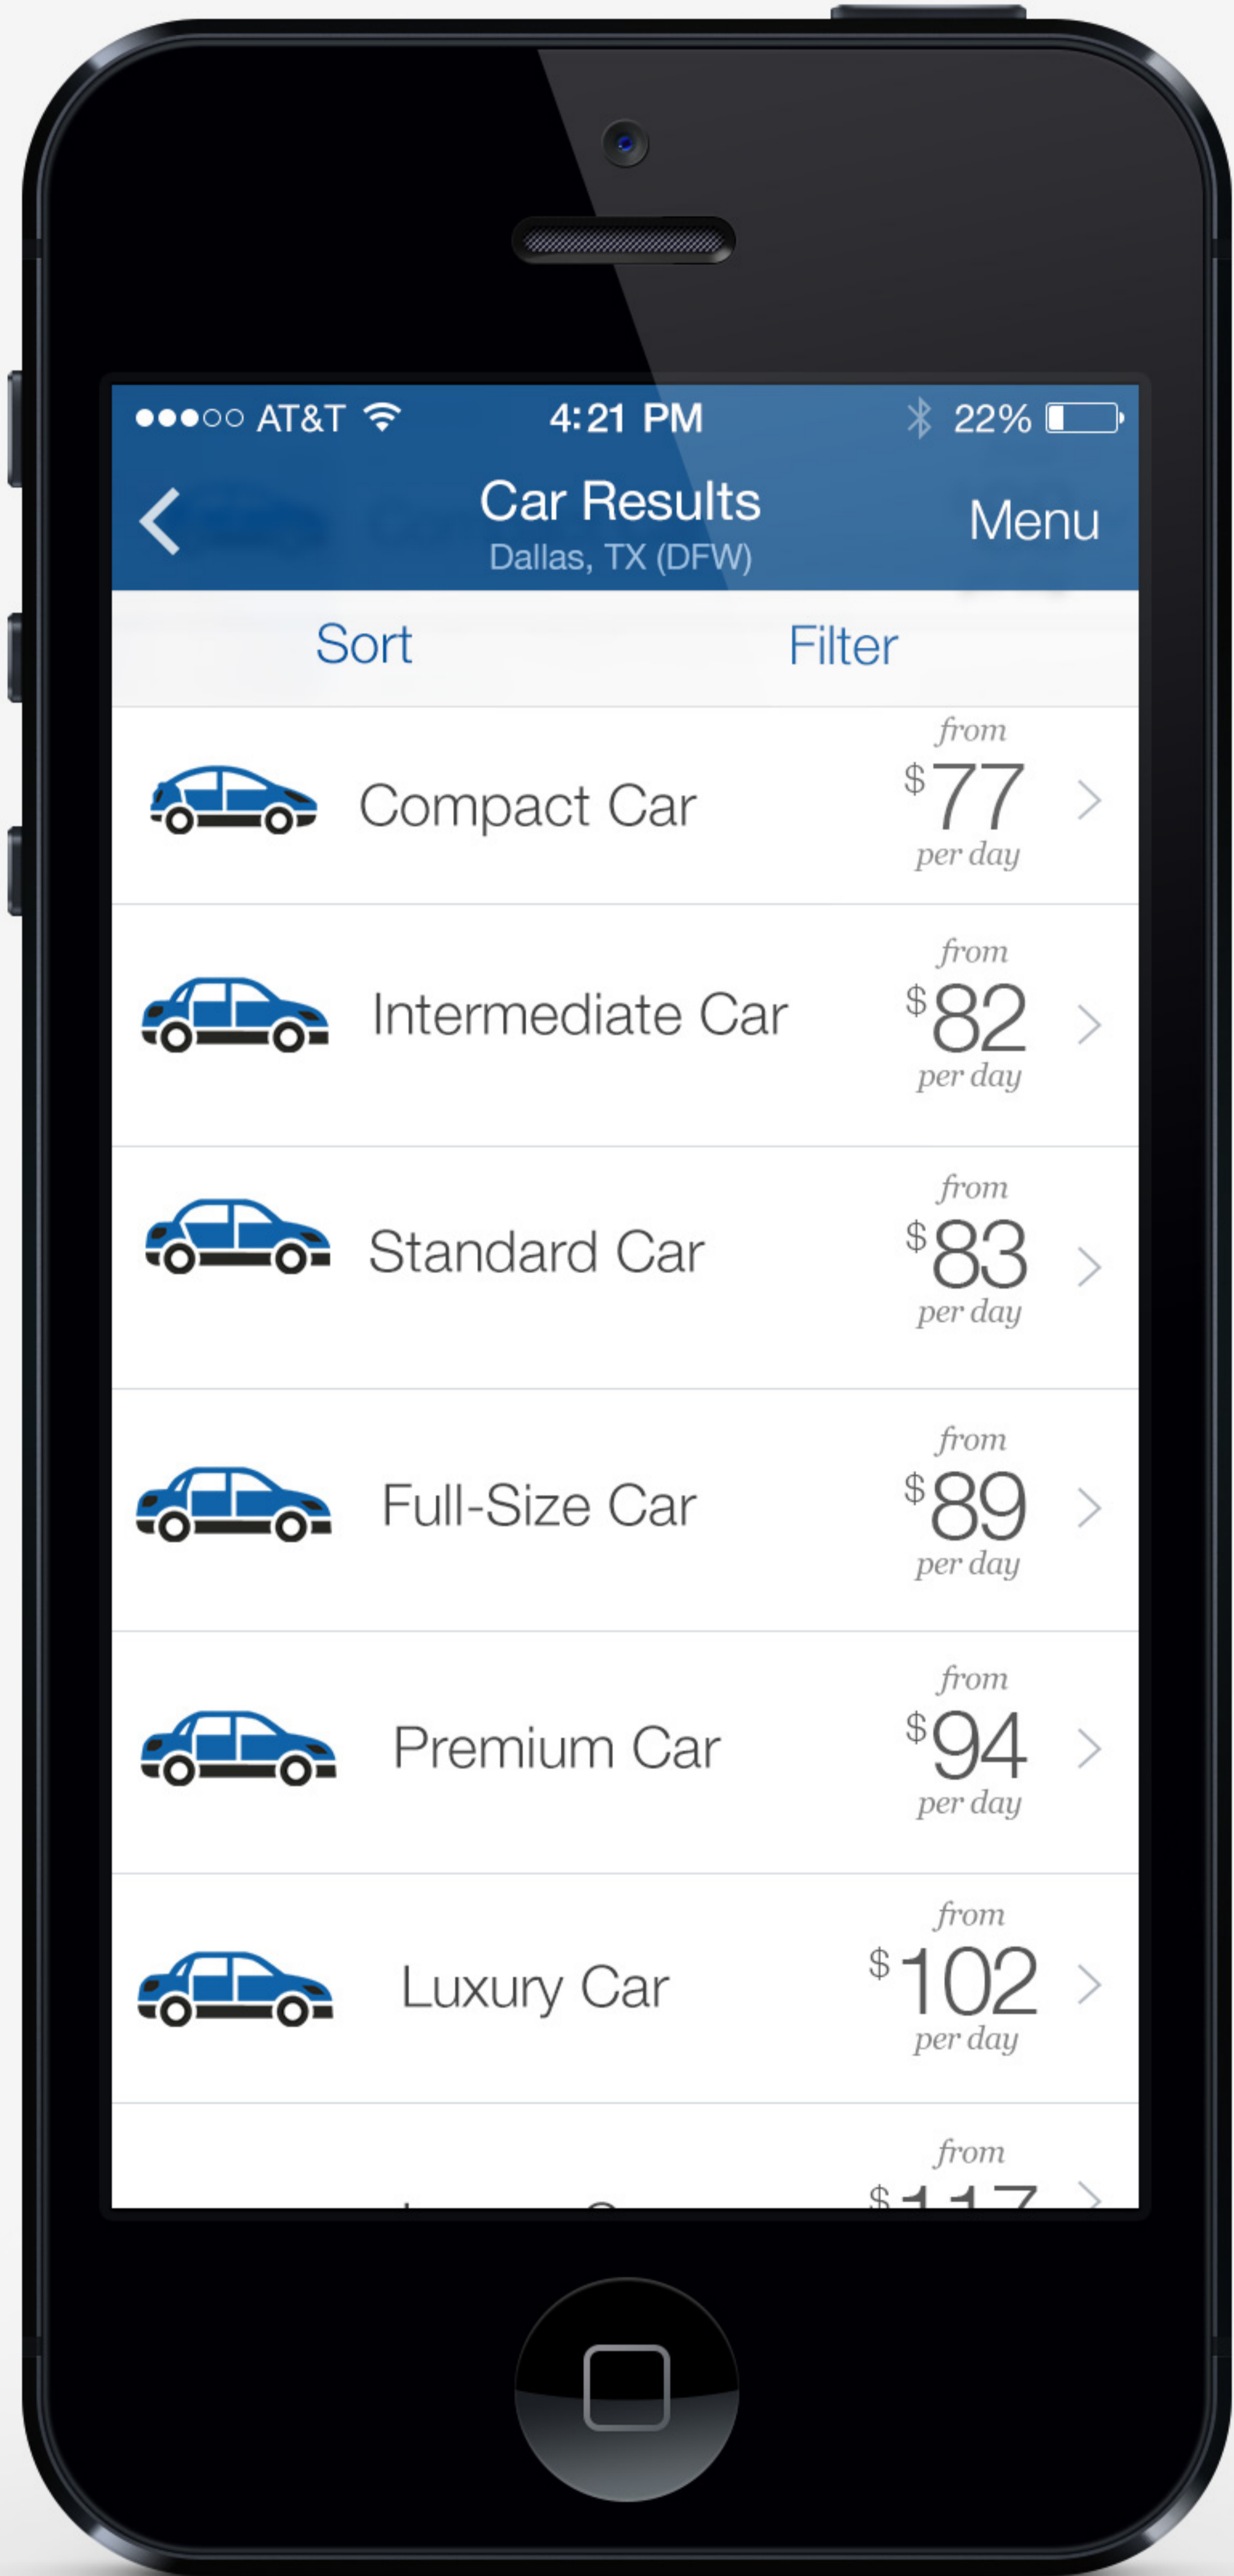 AT&T 4:21 PM 22%
Car Results
Menu
Dallas, TX (DFW)
Sort Filter
from
Compact Car $77
per day
from
Intermediate Car $82
per day
from
Standard Car $83
per day
from
Full-Size Car $89
per day
from
Premium Car $94
per day
from
Luxury Car $102
per day
from
$117